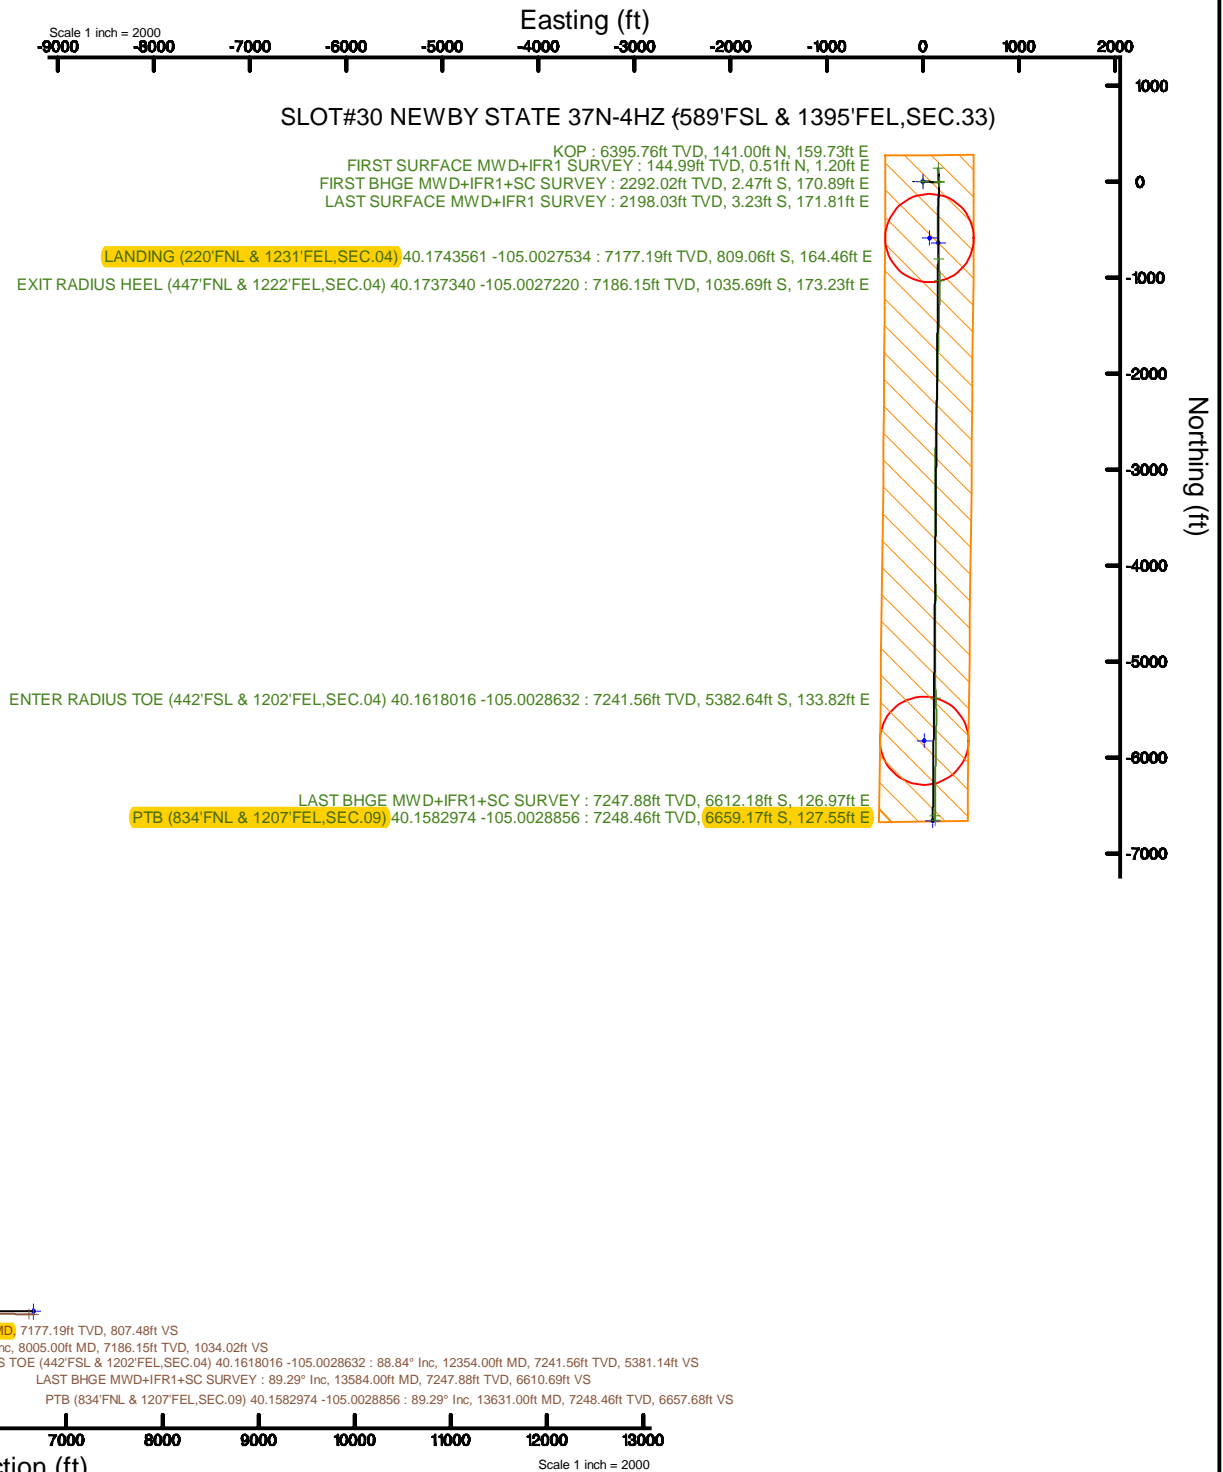 Easting (ft)
Scale 1 inch = 2000
-9000 -8000 -7000 -6000 -5000 -4000 -3000 -2000 -1000 0 1000 2000
1000
SLOT#30 NEWBY STATE 37N-4HZ (589'FSL & 1395'FEL,SEC.33)
KOP : 6395.76ft TVD, 141.00ft N, 159.73ft E
FIRST SURFACE MWD+IFR1 SURVEY : 144.99ft TVD, 0.51ft N, 1.20ft E
FIRST BHGE MWD+IFR1+SC SURVEY : 2292.02ft TVD, 2.47ft S, 170.89ft E
0
LAST SURFACE MWD+IFR1 SURVEY : 2198.03ft TVD, 3.23ft S, 171.81ft E
LANDING (220'FNL & 1231'FEL,SEC.04) 40.1743561 -105.0027534 : 7177.19ft TVD, 809.06ft S, 164.46ft E
-1000
EXIT RADIUS HEEL (447'FNL & 1222'FEL,SEC.04) 40.1737340 -105.0027220 : 7186.15ft TVD, 1035.69ft S, 173.23ft E
-2000
Northing (ft)
-3000
-4000
-5000
ENTER RADIUS TOE (442'FSL & 1202'FEL,SEC.04) 40.1618016 -105.0028632 : 7241.56ft TVD, 5382.64ft S, 133.82ft E
-6000
LAST BHGE MWD+IFR1+SC SURVEY : 7247.88ft TVD, 6612.18ft S, 126.97ft E
PTB (834'FNL & 1207'FEL,SEC.09) 40.1582974 -105.0028856 : 7248.46ft TVD, 6659.17ft S, 127.55ft E
-7000
MD, 7177.19ft TVD, 807.48ft VS
nc, 8005.00ft MD, 7186.15ft TVD, 1034.02ft VS
S TOE (442'FSL & 1202'FEL,SEC.04) 40.1618016 -105.0028632 : 88.84° Inc, 12354.00ft MD, 7241.56ft TVD, 5381.14ft VS
LAST BHGE MWD+IFR1+SC SURVEY : 89.29° Inc, 13584.00ft MD, 7247.88ft TVD, 6610.69ft VS
PTB (834'FNL & 1207'FEL,SEC.09) 40.1582974 -105.0028856 : 89.29° Inc, 13631.00ft MD, 7248.46ft TVD, 6657.68ft VS
7000 8000 9000 10000 11000 12000 13000
ction (ft)
Scale 1 inch = 2000